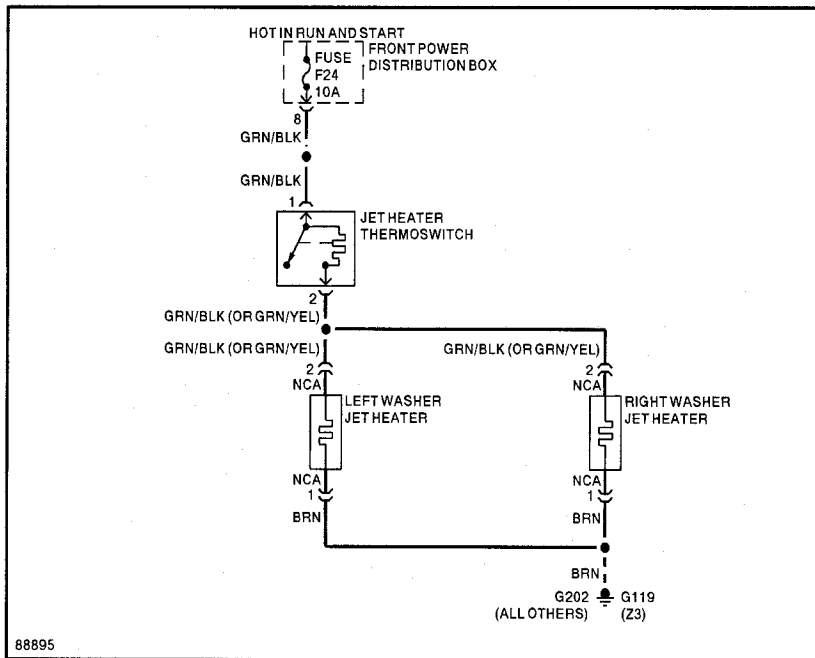 HOT IN RUN AND START
FRONT POWER
DISTRIBUTION BOX
FUSE
F24
10A
8
GRN/BLK
GRN/BLK
1
JET HEATER
THERMOSWITCH
2
GRN/BLK (OR GRN/YEL)
GRN/BLK (OR GRN/YEL)
GRN/BLK (OR GRN/YEL)
2
NCA
2
NCA
LEFT WASHER
JET HEATER
RIGHT WASHER
JET HEATER
NCA
1
BRN
NCA
1
BRN
BRN
G202
(ALL OTHERS)
G119
(Z3)
88895